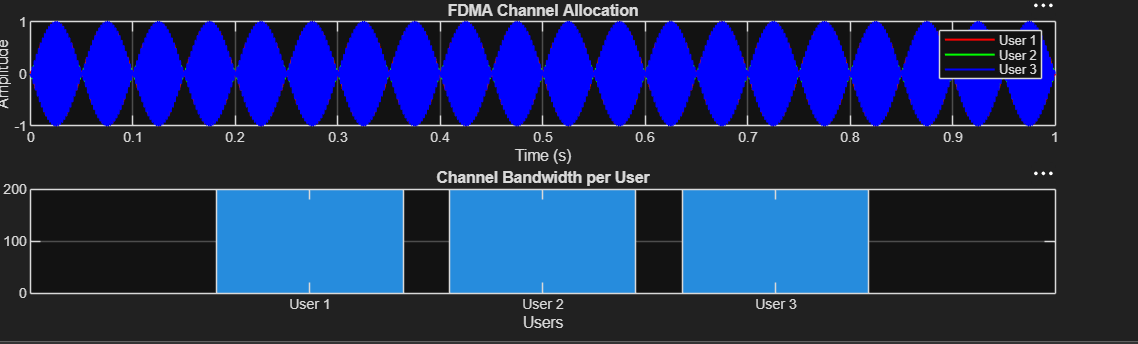 FDMA Channel Allocation
Amplitude
1
0
-1
User 1
User 2
User 3
0 0.1 0.2 0.3 0.4 0.5 0.6 0.7 0.8 0.9 1
Time (s)
Channel Bandwidth per User
200
100
0
User 1 User 2 User 3
Users